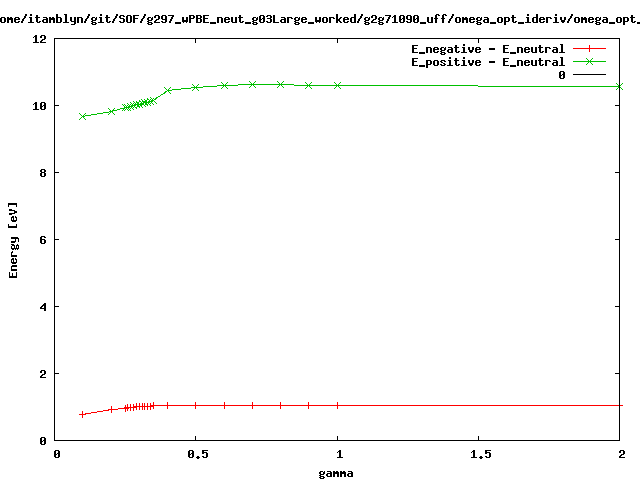 ome/itamblyn/git/SOF/g297_wPBE_neut_g03Large_worked/g2g71090_uff/omega_opt_ideriv/omega_opt_
E_negative - E_neutral
E_positive - E_neutral
0
12
10
8
6
4
2
0
Energy [eV]
0 0.5 1 1.5 2
gamma